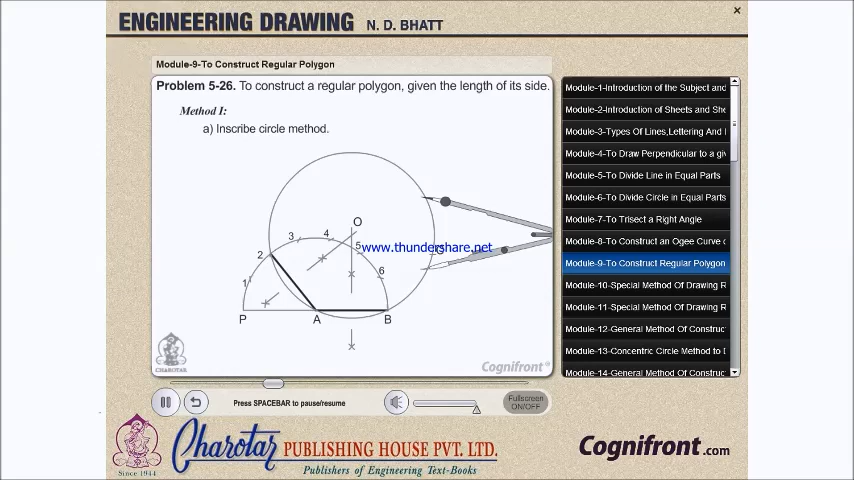 ENGINEERING DRAWING N. D. BHATT
×
Module-9-To Construct Regular Polygon
Problem 5-26. To construct a regular polygon, given the length of its side.
Method I:
a) Inscribe circle method.
O
3
4
5
www.thundershare.net
G
2
6
1
P
A
B
CHAROTAR
Cognifront
Press SPACEBAR to pause/resume
Fullscreen
ON/OFF
Module-1-Introduction of the Subject and
Module-2-Introduction of Sheets and She
Module-3-Types Of Lines,Lettering And
Module-4-To Draw Perpendicular to a giv
Module-5-To Divide Line in Equal Parts
Module-6-To Divide Circle in Equal Parts
Module-7-To Trisect a Right Angle
Module-8-To Construct an Ogee Curve o
Module-9-To Construct Regular Polygon
Module-10-Special Method Of Drawing R
Module-11-Special Method Of Drawing R
Module-12-General Method Of Construc
Module-13-Concentric Circle Method to
Module-14-General Method Of Construc
Since 1944
Charotar PUBLISHING HOUSE PVT. LTD.
Publishers of Engineering Text-Books
Cognifront.com